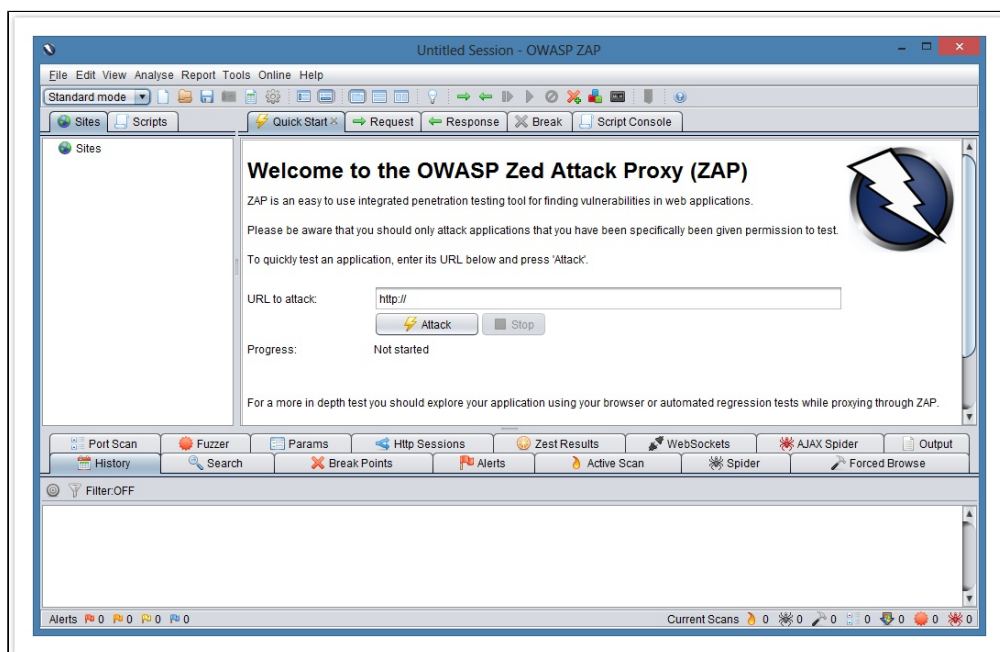 Untitled Session - OWASP ZAP
File Edit View Analyse Report Tools Online Help
Standard mode
Sites Scripts Quick Start Request Response Break Script Console
Sites
Welcome to the OWASP Zed Attack Proxy (ZAP)
ZAP is an easy to use integrated penetration testing tool for finding vulnerabilities in web applications.
Please be aware that you should only attack applications that you have been specifically been given permission to test.
To quickly test an application, enter its URL below and press 'Attack'.
URL to attack: http://
Attack Stop
Progress: Not started
For a more in depth test you should explore your application using your browser or automated regression tests while proxying through ZAP.
Port Scan Fuzzer Params Http Sessions Zest Results WebSockets AJAX Spider Output
History Search Break Points Alerts Active Scan Spider Forced Browse
Filter:OFF
Alerts 0 0 0 0 Current Scans 0 0 0 0 0 0 0